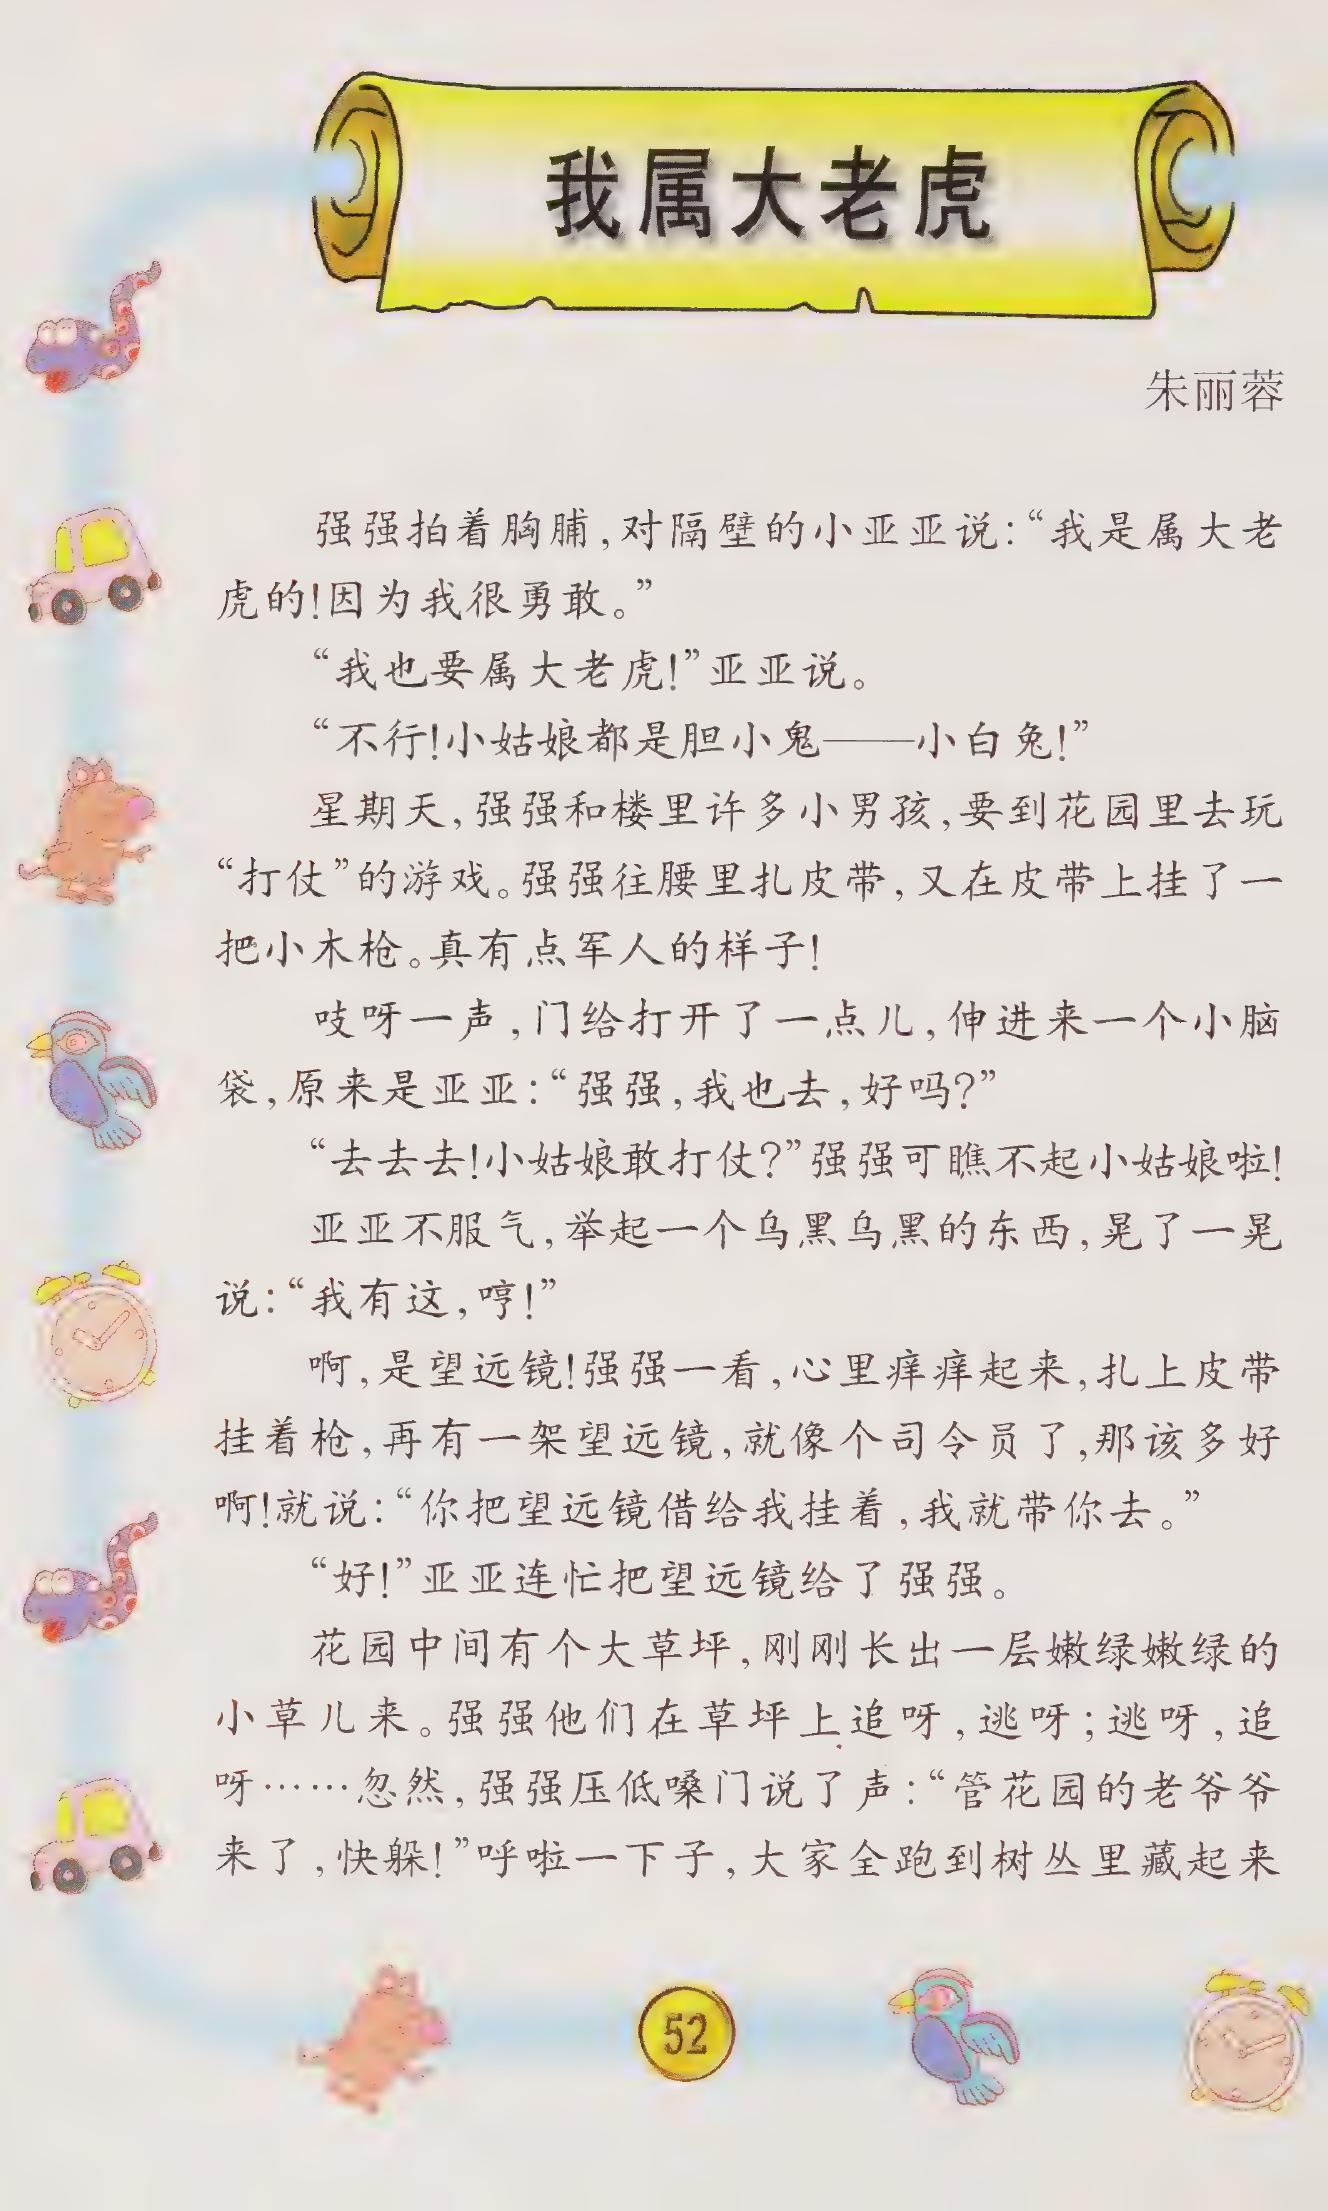 我属大老虎
朱丽蓉
强强拍着胸脯,对隔壁的小亚亚说:“我是属大老
虎的!因为我很勇敢。”
“我也要属大老虎!”亚亚说。
“不行!小姑娘都是胆小鬼——小白兔!”
星期天,强强和楼里许多小男孩,要到花园里去玩
“打仗”的游戏。强强往腰里扎皮带,又在皮带上挂了一
把小木枪。真有点军人的样子!
吱呀一声,门给打开了一点儿,伸进来一个小脑
袋,原来是亚亚:“强强,我也去,好吗?”
“去去去!小姑娘敢打仗?”强强可瞧不起小姑娘啦!
亚亚不服气,举起一个乌黑乌黑的东西,晃了一晃
说:“我有这,哼!”
啊,是望远镜!强强一看,心里痒痒起来,扎上皮带
挂着枪,再有一架望远镜,就像个司令员了,那该多好
啊!就说:“你把望远镜借给我挂着,我就带你去。”
“好!”亚亚连忙把望远镜给了强强。
花园中间有个大草坪,刚刚长出一层嫩绿嫩绿的
小草儿来。强强他们在草坪上追呀,逃呀;逃呀,追
呀……忽然,强强压低嗓门说了声:“管花园的老爷爷
来了,快躲!”呼啦一下子,大家全跑到树丛里藏起来
52